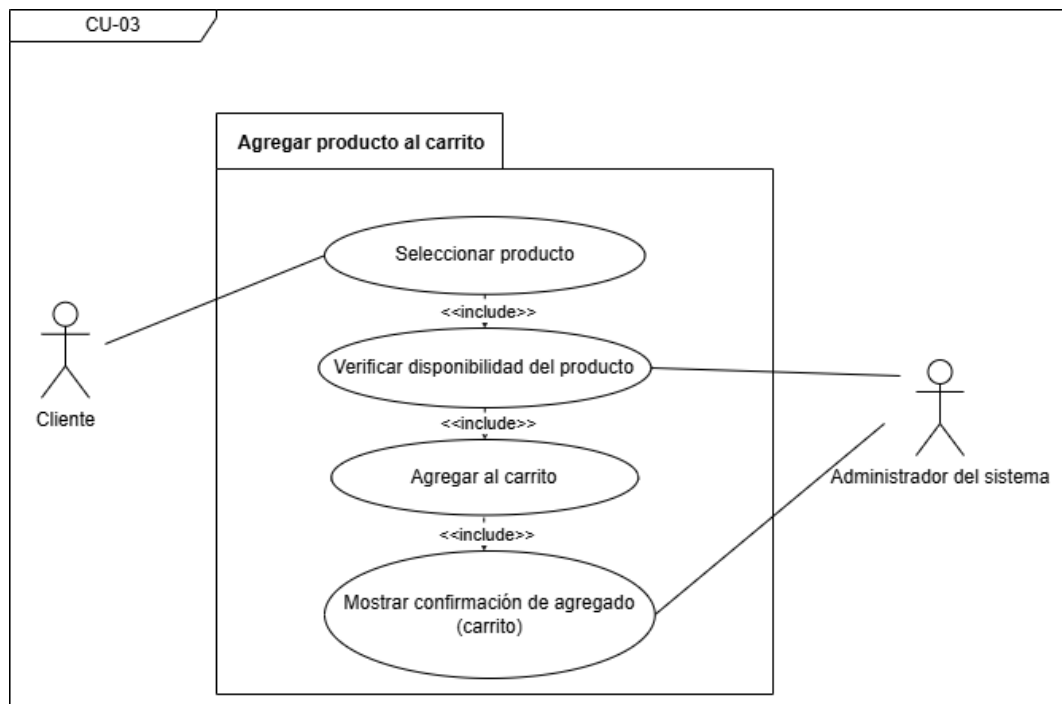 CU-03
Agregar producto al carrito
Seleccionar producto
<<include>>
Verificar disponibilidad del producto
<<include>>
Cliente
Agregar al carrito
Administrador del sistema
<<include>>
Mostrar confirmación de agregado
(carrito)